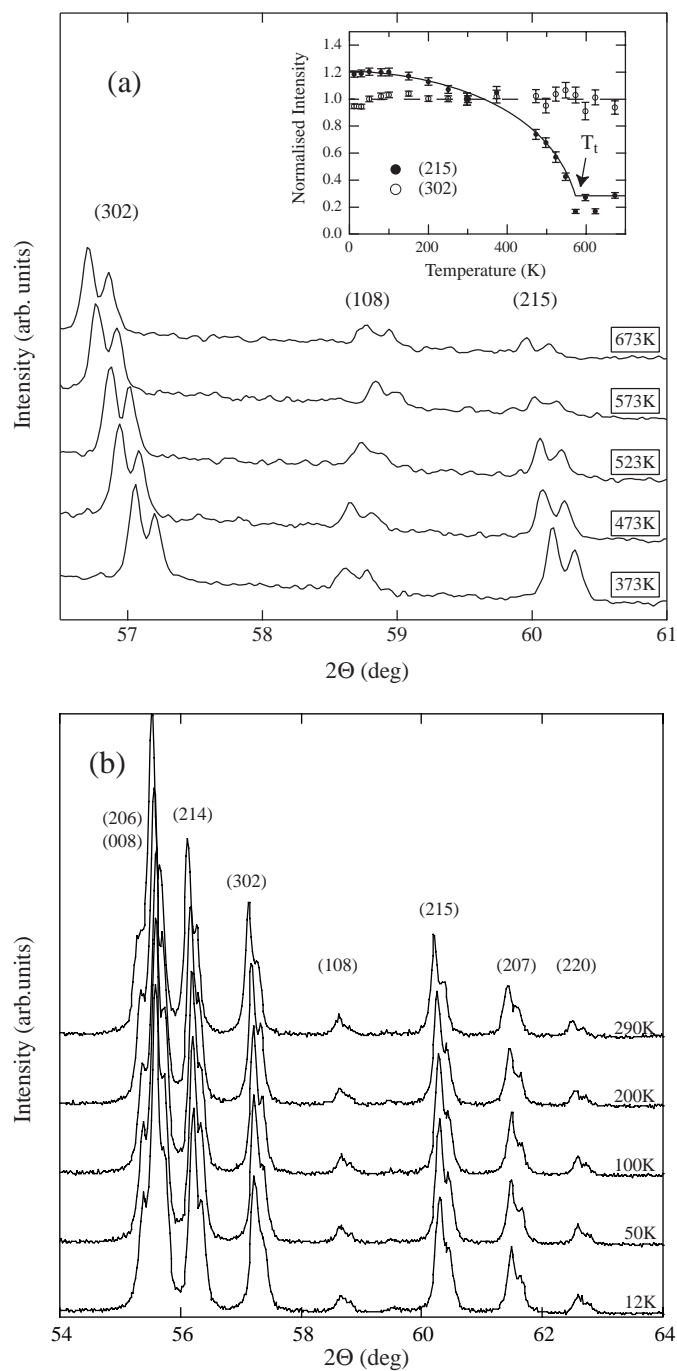 (a)
Normalised Intensity
1.4
1.2
1.0
0.8
0.6
0.4
0.2
0.0
(215)
(302)
T_t
0 200 400 600
Temperature (K)
(302)
(108)
(215)
673K
573K
523K
473K
373K
Intensity (arb. units)
57 58 59 60 61
2Θ (deg)
(b)
(206)
(008)
(214)
(302)
(108)
(215)
(207)
(220)
290K
200K
100K
50K
12K
Intensity (arb.units)
54 56 58 60 62 64
2Θ (deg)